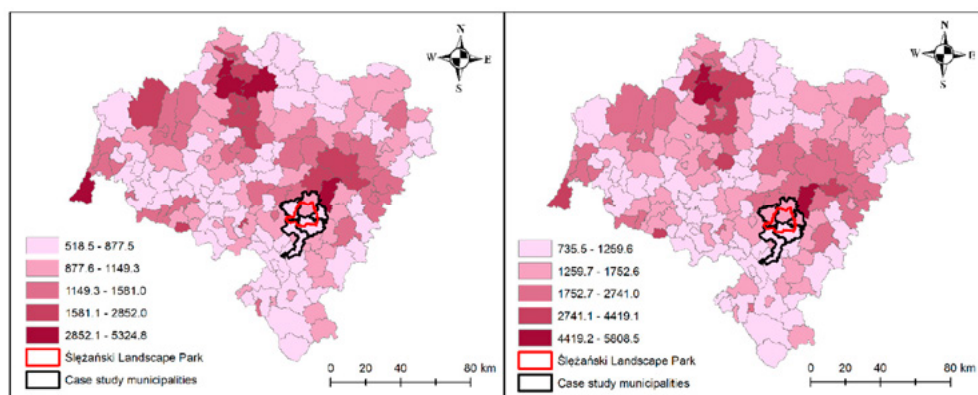 N
W E
S
518.5 - 877.5
877.6 - 1149.3
1149.3 - 1581.0
1581.1 - 2852.0
2852.1 - 5324.8
Ślężański Landscape Park
Case study municipalities
0 20 40 80 km
N
W E
S
735.5 - 1259.6
1259.7 - 1752.6
1752.7 - 2741.0
2741.1 - 4419.1
4419.2 - 5808.5
Ślężański Landscape Park
Case study municipalities
0 20 40 80 km